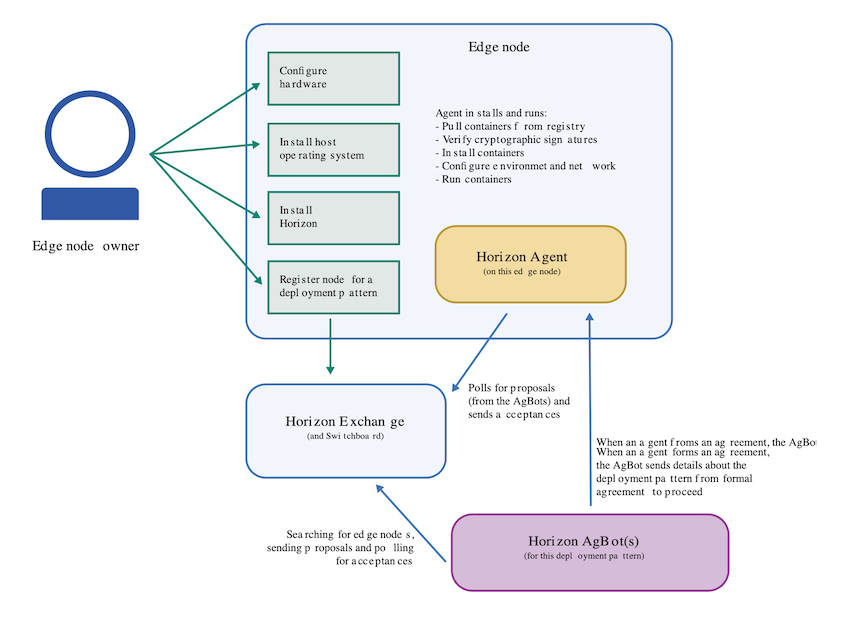 Edge node
Configure
hardware
Install host
operating system
Install
Horizon
Register node for a
deployment pattern
Edge node owner
Agent installs and runs:
- Pull containers from registry
- Verify cryptographic signatures
- Install containers
- Configure environmet and network
- Run containers
Horizon Agent
(on this edge node)
Polls for proposals
(from the AgBots) and
sends acceptances
Horizon Exchange
(and Switchboard)
When an agent froms an agreement, the AgBo
When an agent forms an agreement,
the AgBot sends details about the
deployment pattern from formal
agreement to proceed
Searching for edge nodes,
sending proposals and polling
for acceptances
Horizon AgBot(s)
(for this deployment pattern)